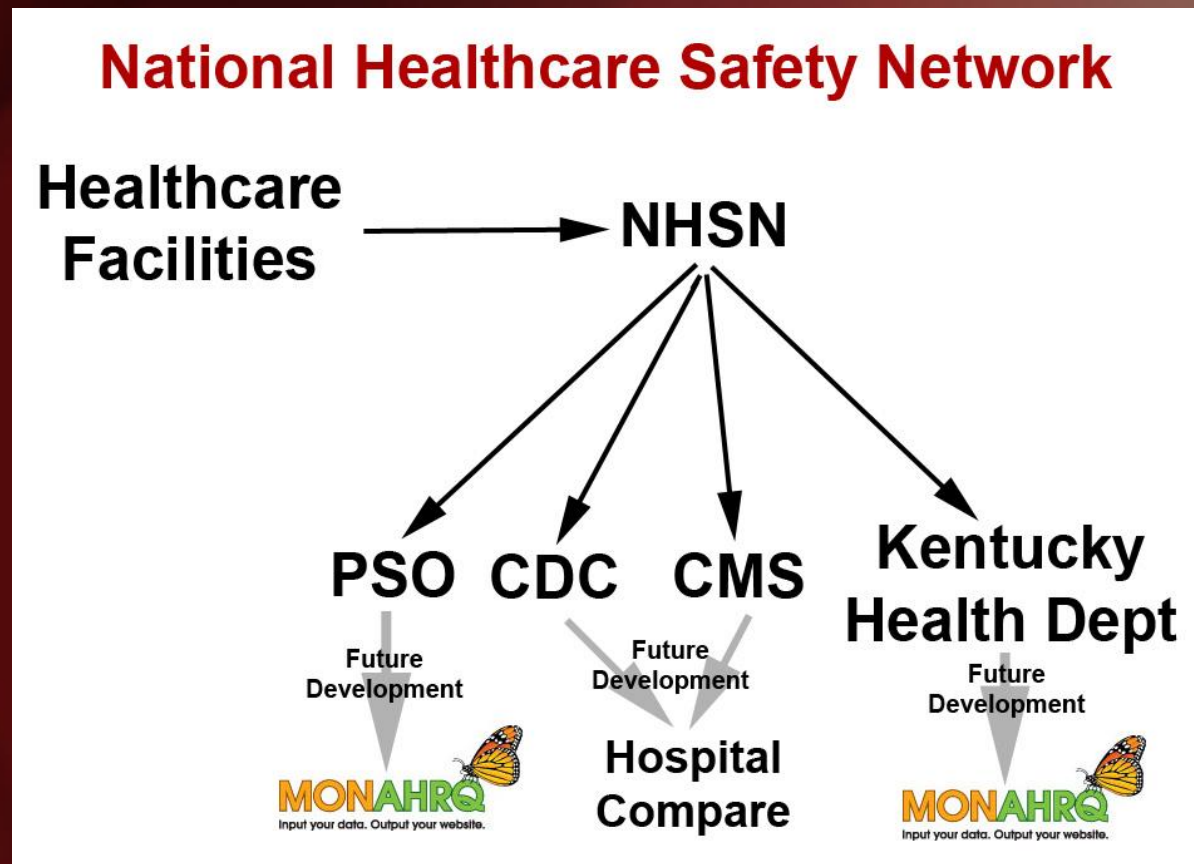 National Healthcare Safety Network
Healthcare
Facilities
NHSN
PSO
CDC
CMS
Kentucky
Health Dept
Future
Development
Future
Development
Future
Development
MONAHRQ
Input your data. Output your website.
Hospital
Compare
MONAHRQ
Input your data. Output your website.